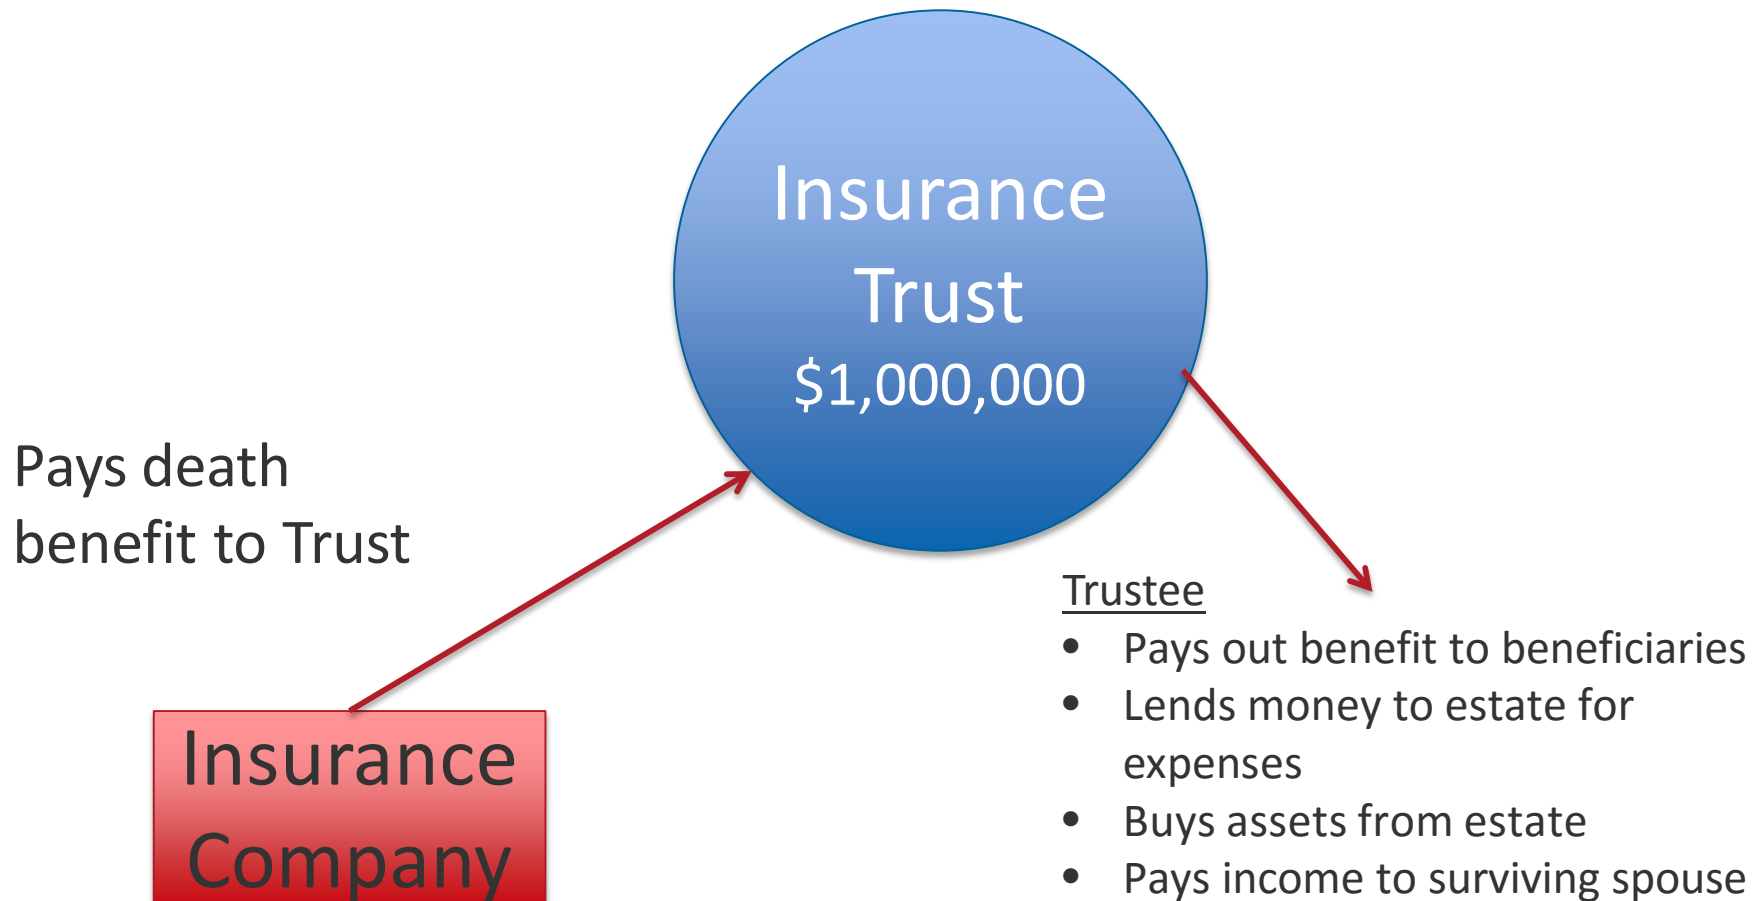 Insurance
Trust
$1,000,000
Pays death
benefit to Trust
Insurance
Company
Trustee
• Pays out benefit to beneficiaries
• Lends money to estate for
expenses
• Buys assets from estate
• Pays income to surviving spouse